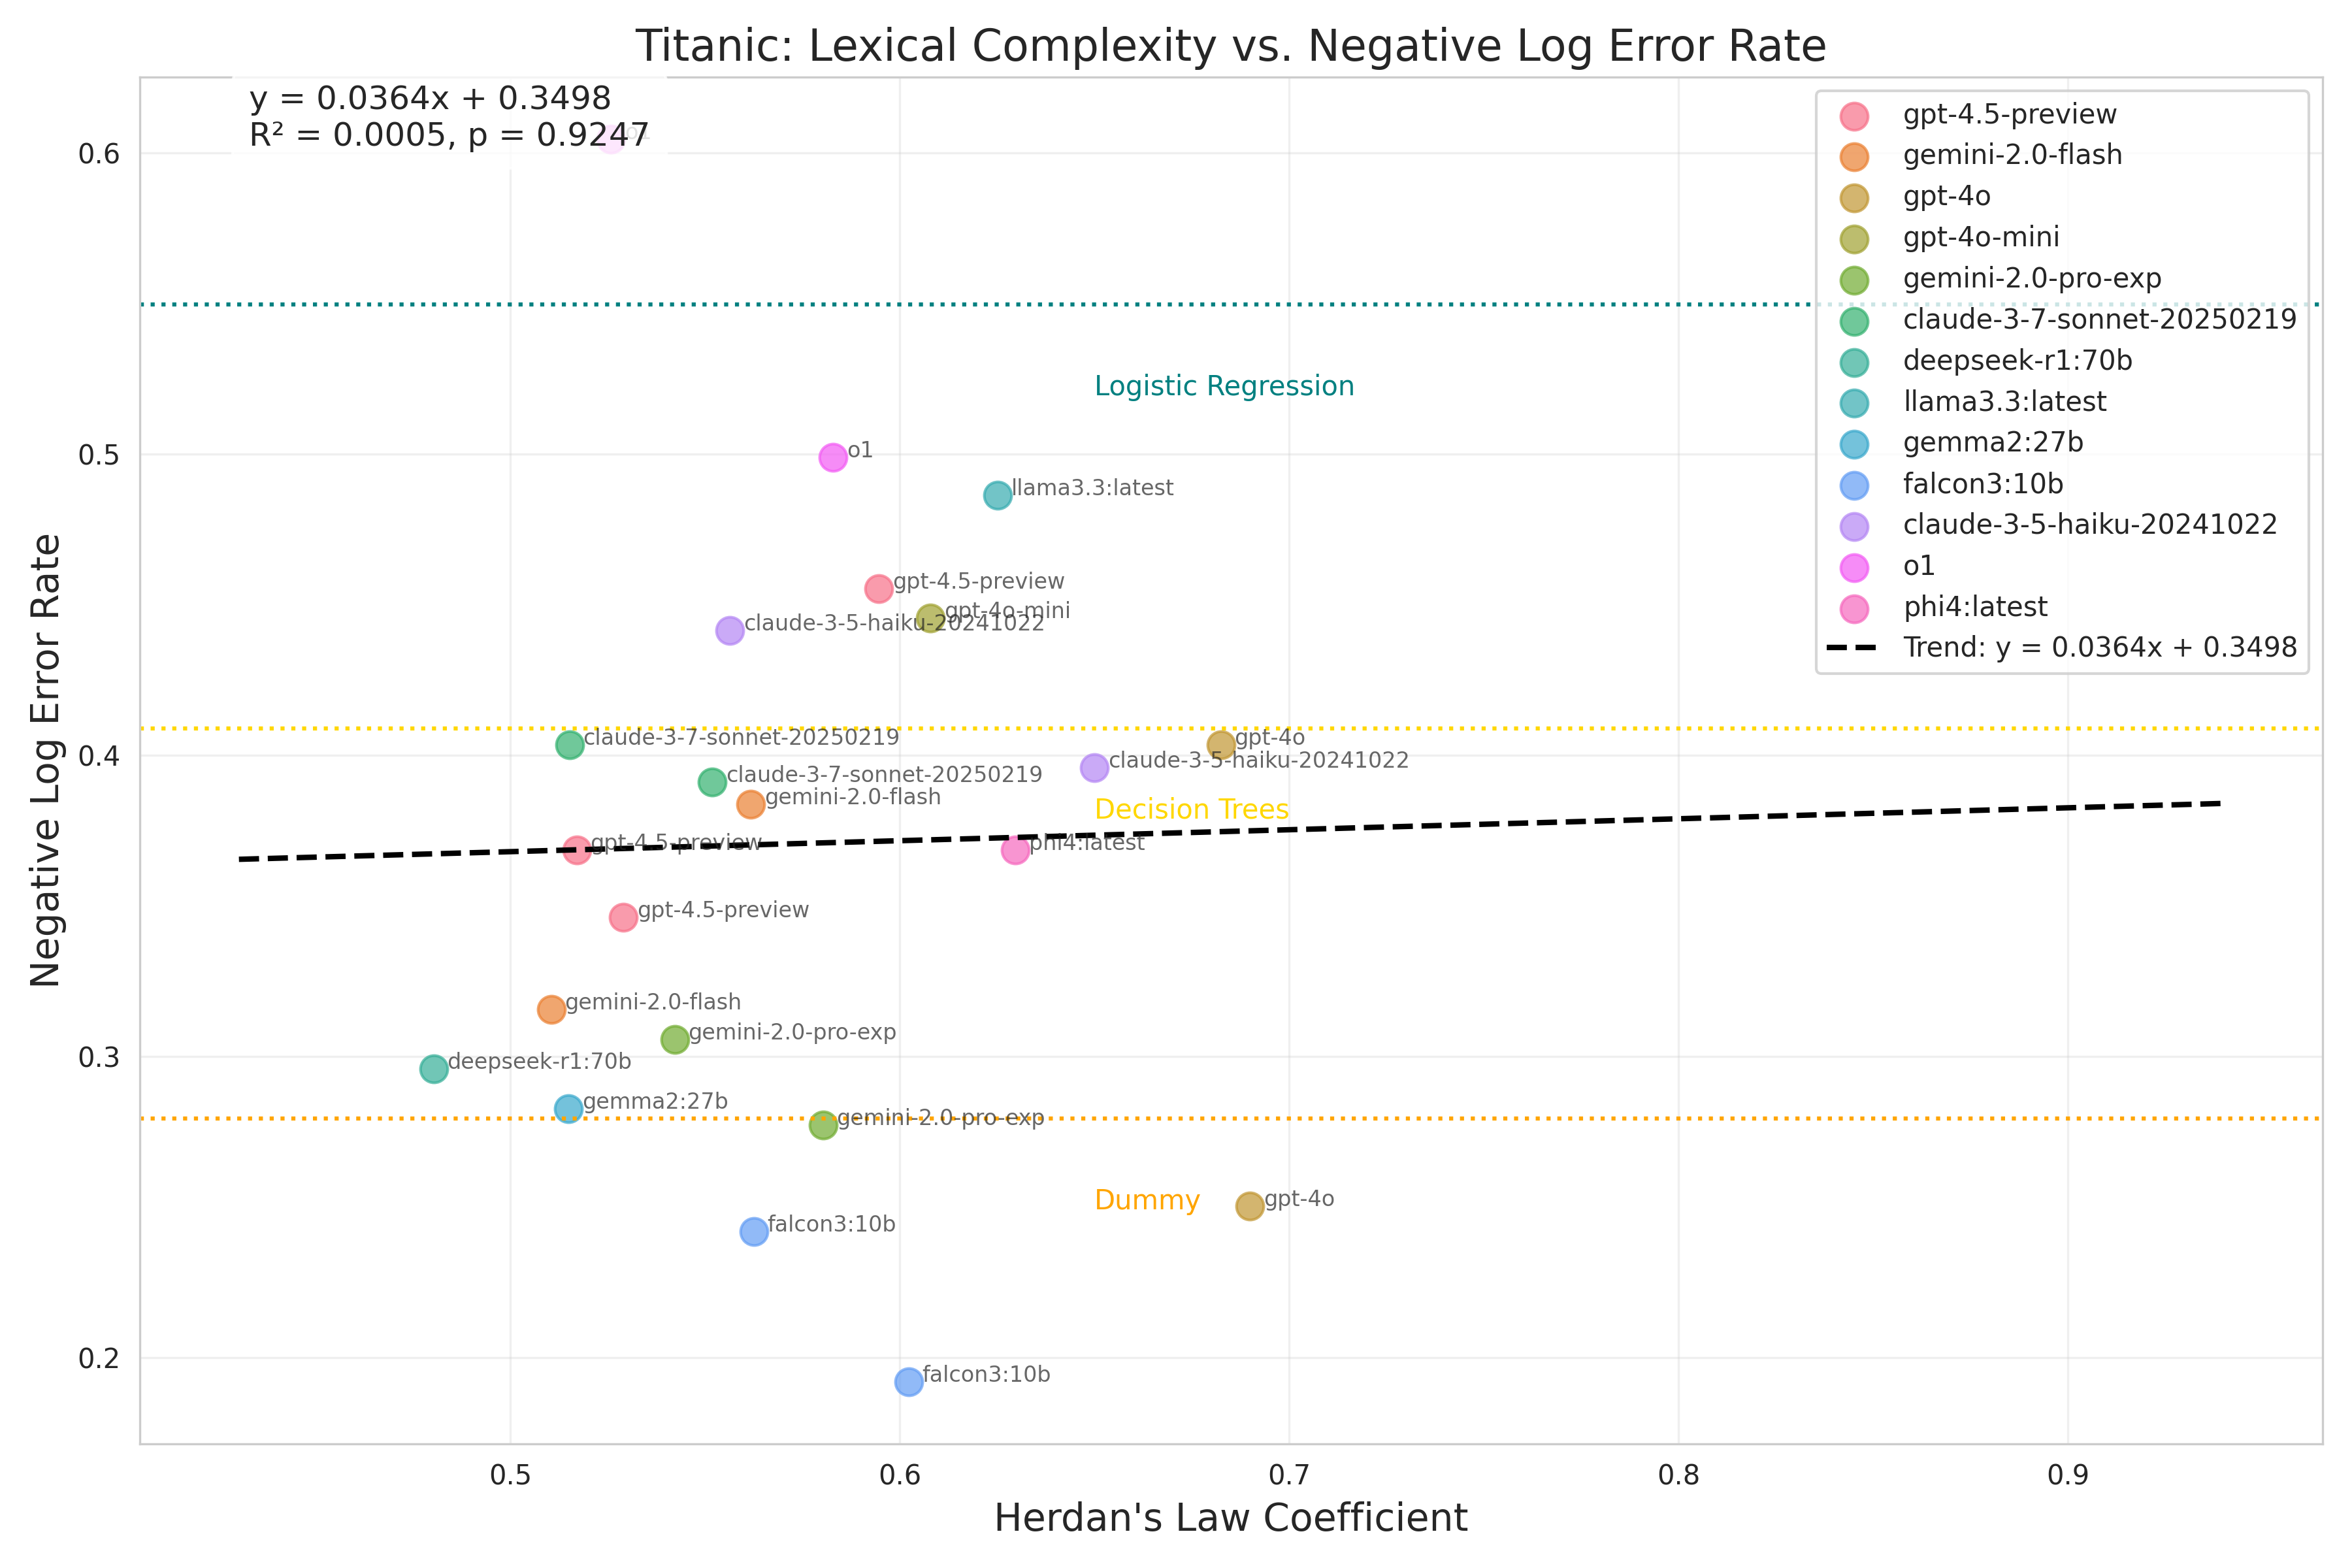 Titanic: Lexical Complexity vs. Negative Log Error Rate
y = 0.0364x + 0.3498
R² = 0.0005, p = 0.9247
o1
gpt-4.5-preview
gemini-2.0-flash
gpt-4o
gpt-4o-mini
gemini-2.0-pro-exp
claude-3-7-sonnet-20250219
deepseek-r1:70b
llama3.3:latest
gemma2:27b
falcon3:10b
claude-3-5-haiku-20241022
o1
phi4:latest
Trend: y = 0.0364x + 0.3498
Logistic Regression
o1
llama3.3:latest
gpt-4.5-preview
gpt-4o-mini
claude-3-5-haiku-20241022
claude-3-7-sonnet-20250219
gpt-4o
claude-3-5-haiku-20241022
claude-3-7-sonnet-20250219
gemini-2.0-flash
Decision Trees
gpt-4.5-preview
phi4:latest
gpt-4.5-preview
gemini-2.0-flash
gemini-2.0-pro-exp
deepseek-r1:70b
gemma2:27b
gemini-2.0-pro-exp
Dummy
gpt-4o
falcon3:10b
falcon3:10b
Negative Log Error Rate
0.6
0.5
0.4
0.3
0.2
0.5
0.6
0.7
0.8
0.9
Herdan's Law Coefficient